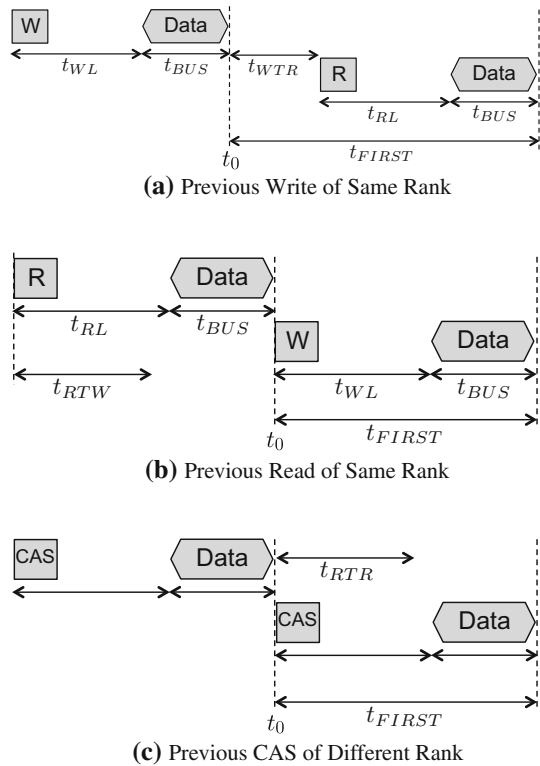 W Data
t_WL t_BUS t_WTR R Data
t_RL t_BUS
t_0 t_FIRST
(a) Previous Write of Same Rank
R Data
t_RL t_BUS W Data
t_RTW t_WL t_BUS
t_0 t_FIRST
(b) Previous Read of Same Rank
CAS Data
t_RTR
CAS Data
t_0 t_FIRST
(c) Previous CAS of Different Rank